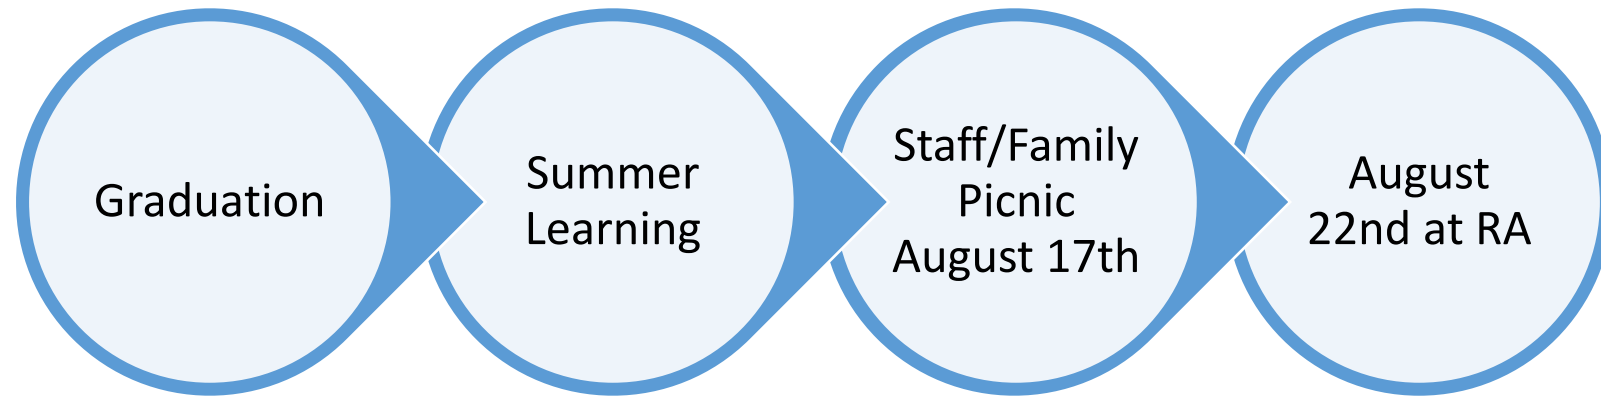 Graduation
Summer
Learning
Staff/Family
Picnic
August 17th
August
22nd at RA